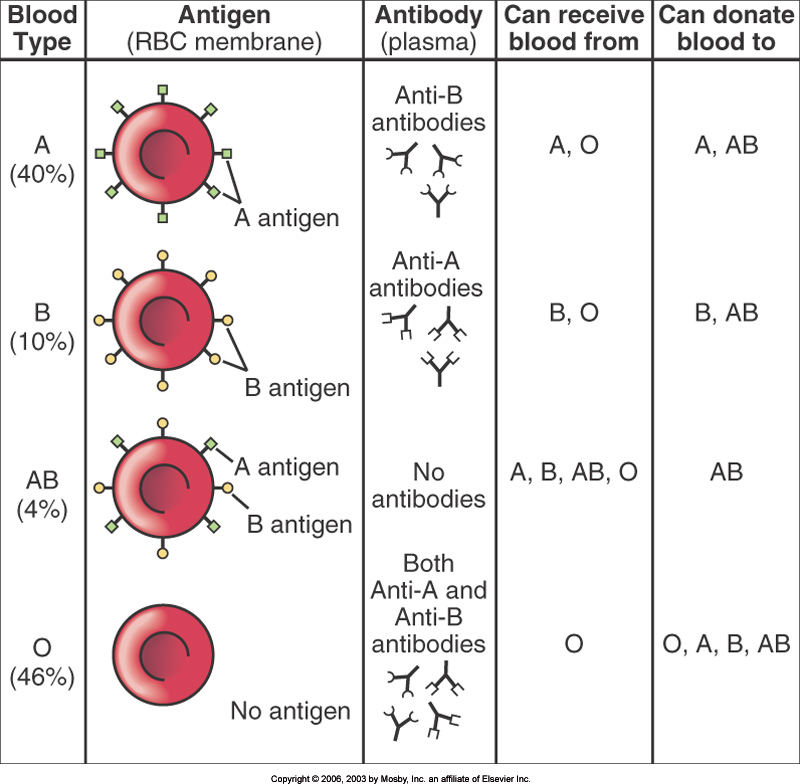 Blood
Type
Antigen
(RBC membrane)
Antibody
(plasma)
Can receive
blood from
Can donate
blood to
A
(40%)
A antigen
Anti-B
antibodies
A, O
A, AB
B
(10%)
B antigen
Anti-A
antibodies
B, O
B, AB
AB
(4%)
A antigen
B antigen
No
antibodies
A, B, AB, O
AB
O
(46%)
No antigen
Both
Anti-A and
Anti-B
antibodies
O
O, A, B, AB
Copyright © 2006, 2003 by Mosby, Inc. an affiliate of Elsevier Inc.